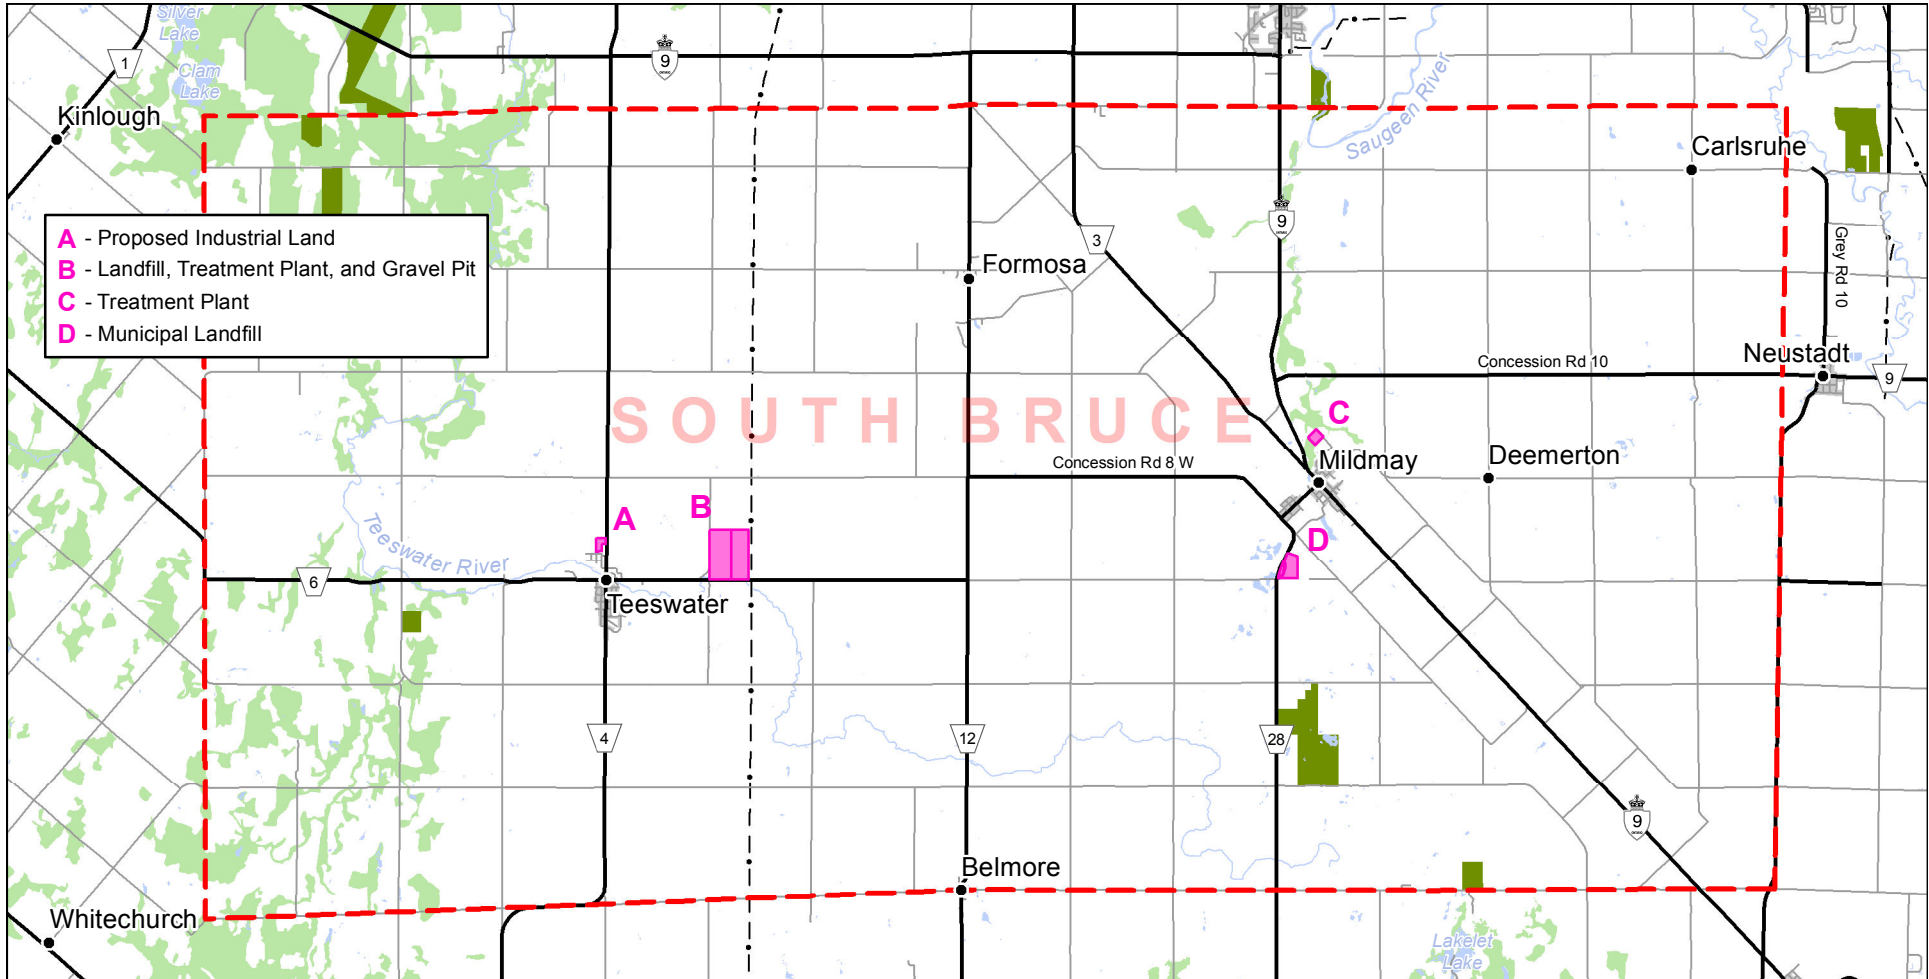 Silver
Lake
1
9
Clam
Lake
Kinlough
Saugeen River
Carlsruhe
A - Proposed Industrial Land
B - Landfill, Treatment Plant, and Gravel Pit
C - Treatment Plant
D - Municipal Landfill
9
3
Formosa
Grey Rd 10
Neustadt
Concession Rd 10
9
SOUTH BRUCE
C
Mildmay
Deemerton
Concession Rd 8 W
B
A
D
Teeswater River
6
Teeswater
4
12
28
9
Belmore
Whitechurch
Lakelet
Lake